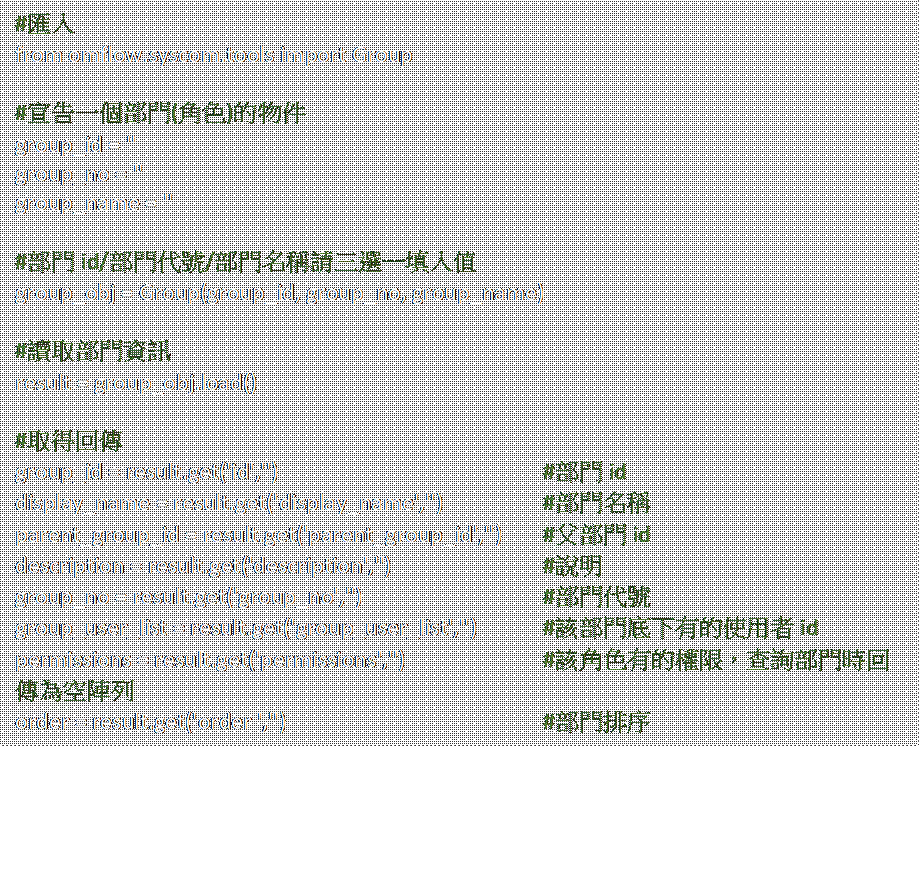 #匯入
from omflow.syscom.tools import Group
#宣告一個部門(角色)的物件
group_id = ''
group_no = ''
group_name = ''
#部門 id/部門代號/部門名稱請三選一填入值
group_obj = Group(group_id, group_no, group_name)
#讀取部門資訊
result = group_obj.load()
#取得回傳
group_id = result.get('id','') #部門 id
display_name = result.get('display_name','') #部門名稱
parent_group_id = result.get('parent_group_id','') #父部門 id
description = result.get('description','') #說明
group_no = result.get('group_no','') #部門代號
group_user_list = result.get('group_user_list','') #該部門底下有的使用者 id
permissions = result.get('permissions','') #該角色有的權限，查詢部門時回
傳為空陣列
order = result.get('order','') #部門排序